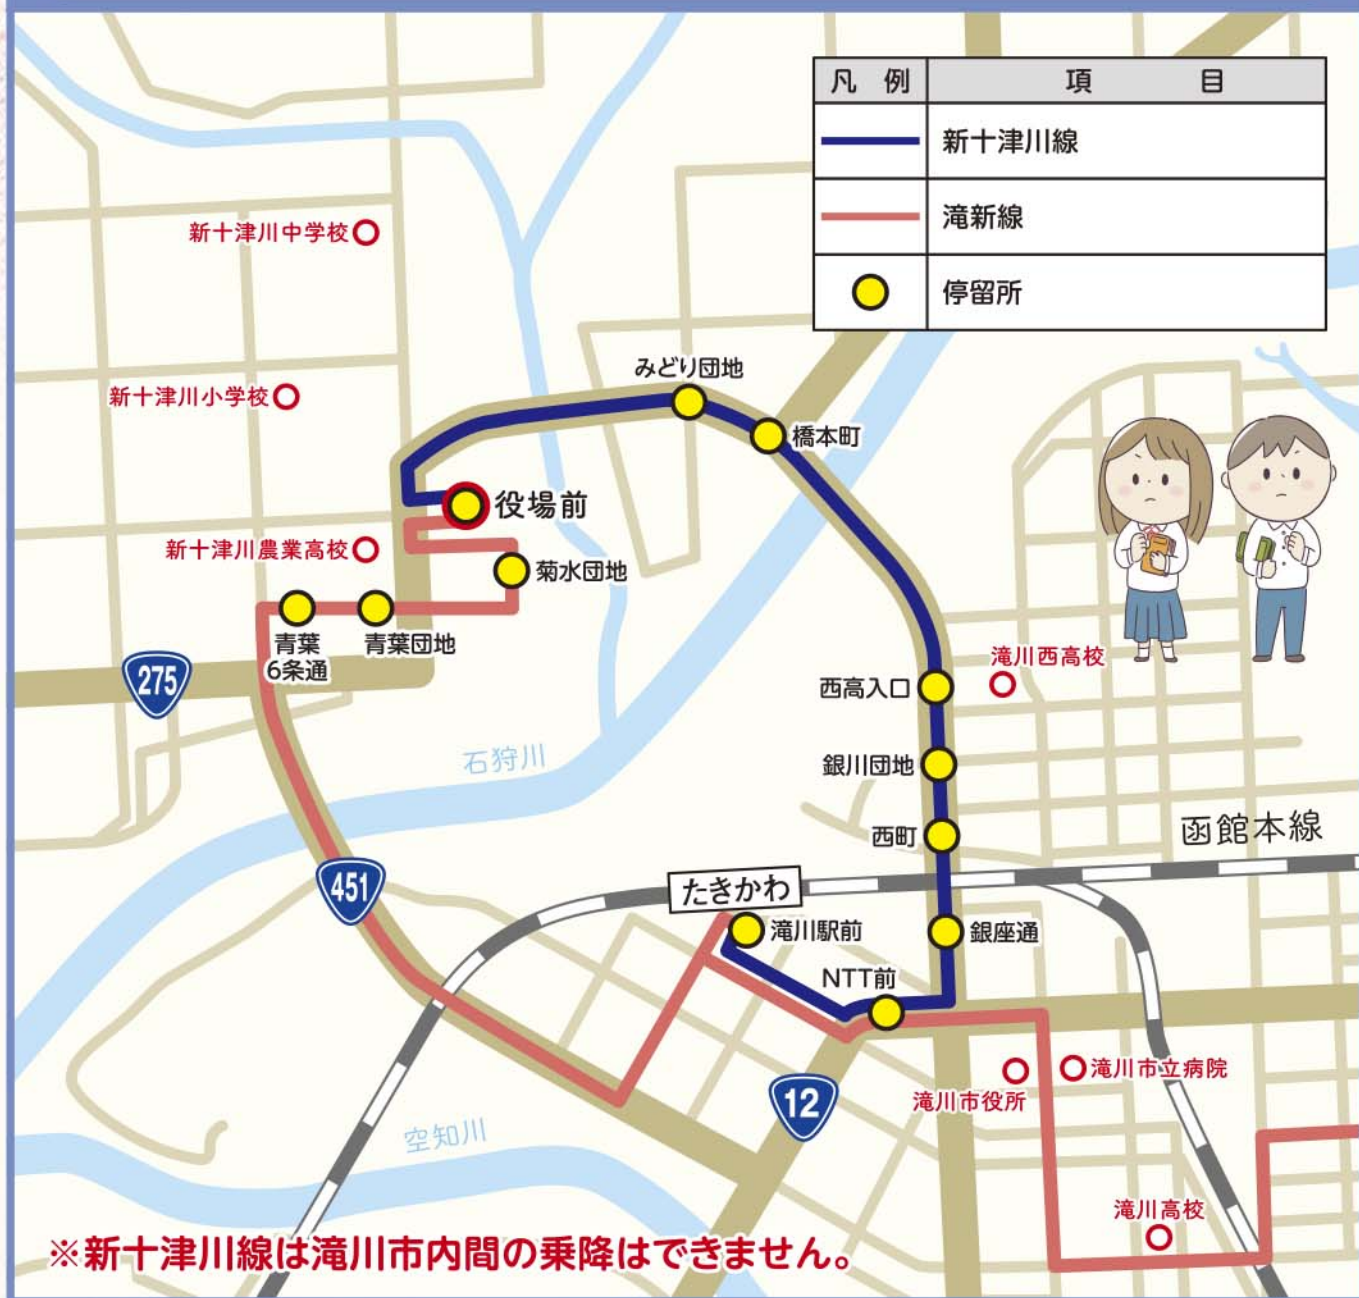 凡 例
項 目
新十津川線
滝新線
停留所
新十津川中学校
みどり団地
新十津川小学校
橋本町
役場前
新十津川農業高校
菊水団地
青葉
6条通
青葉団地
275
滝川西高校
西高入口
石狩川
銀川団地
西町
函館本線
451
たきかわ
滝川駅前
銀座通
NTT前
滝川市立病院
滝川市役所
12
空知川
滝川高校
※新十津川線は滝川市内間の乗降はできません。